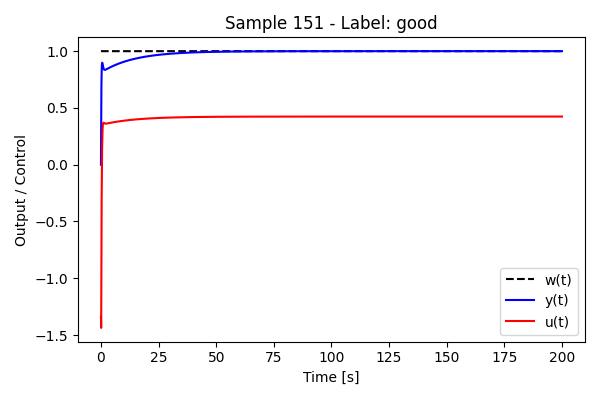 Sample 151 - Label: good
Output / Control
1.0
0.5
0.0
−0.5
−1.0
−1.5
w(t)
y(t)
u(t)
0 25 50 75 100 125 150 175 200
Time [s]